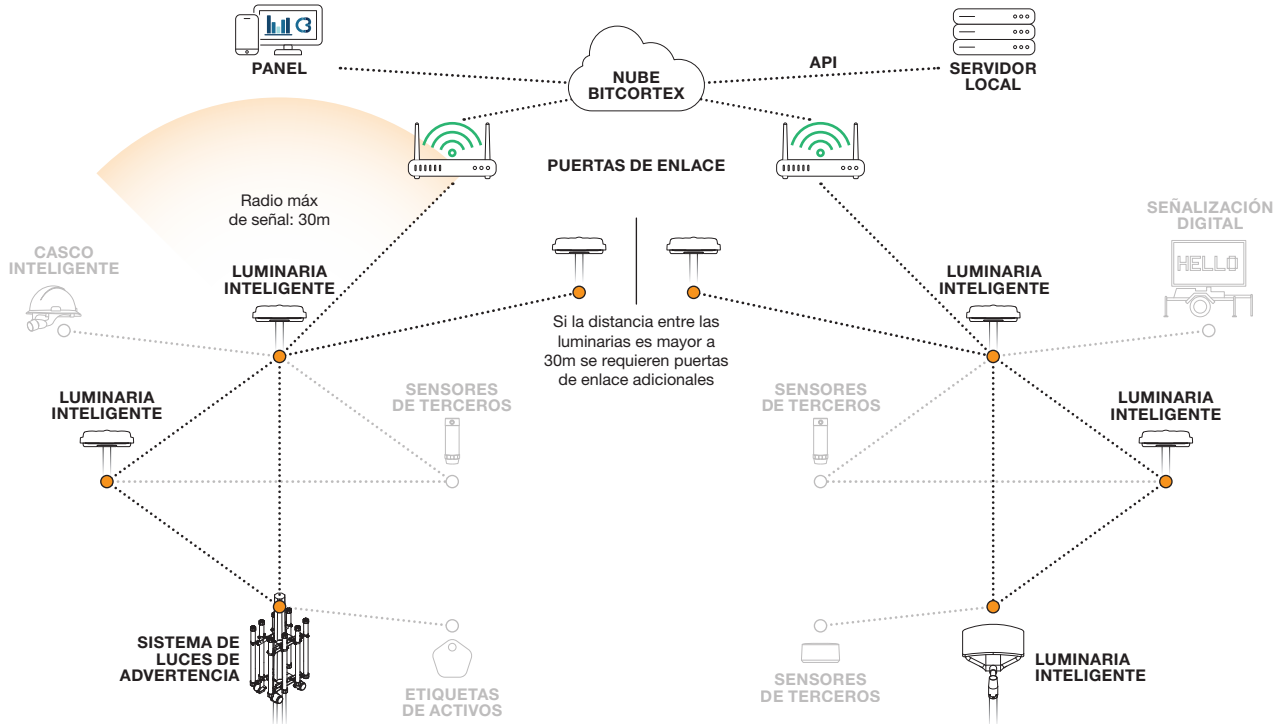 PANEL
NUBE
BITCORTEX
API
SERVIDOR
LOCAL
PUERTAS DE ENLACE
Radio máx
de señal: 30m
SEÑALIZACIÓN
DIGITAL
HELLO
CASCO
INTELIGENTE
LUMINARIA
INTELIGENTE
LUMINARIA
INTELIGENTE
Si la distancia entre las
luminarias es mayor a
30m se requieren puertas
de enlace adicionales
LUMINARIA
INTELIGENTE
SENSORES
DE TERCEROS
SENSORES
DE TERCEROS
LUMINARIA
INTELIGENTE
SISTEMA DE
LUCES DE
ADVERTENCIA
ETIQUETAS
DE ACTIVOS
SENSORES
DE TERCEROS
LUMINARIA
INTELIGENTE